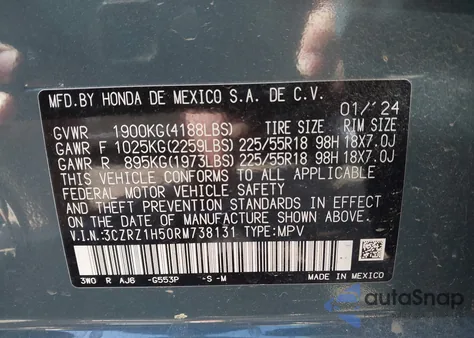 MFD.BY HONDA DE MEXICO S.A. DE C.V. 01/'24
GVWR 1900KG(4188LBS) TIRE SIZE RIM SIZE
GAWR F 1025KG(2259LBS) 225/55R18 98H 18X7.0J
GAWR R 895KG(1973LBS) 225/55R18 98H 18X7.0J
THIS VEHICLE CONFORMS TO ALL APPLICABLE
FEDERAL MOTOR VEHICLE SAFETY
AND THEFT PREVENTION STANDARDS IN EFFECT
ON THE DATE OF MANUFACTURE SHOWN ABOVE.
V.I.N:3CZRZ1H50RM738131 TYPE:MPV
3W0 R AJ6 -G553P -S-M MADE IN MEXICO
autoSnap